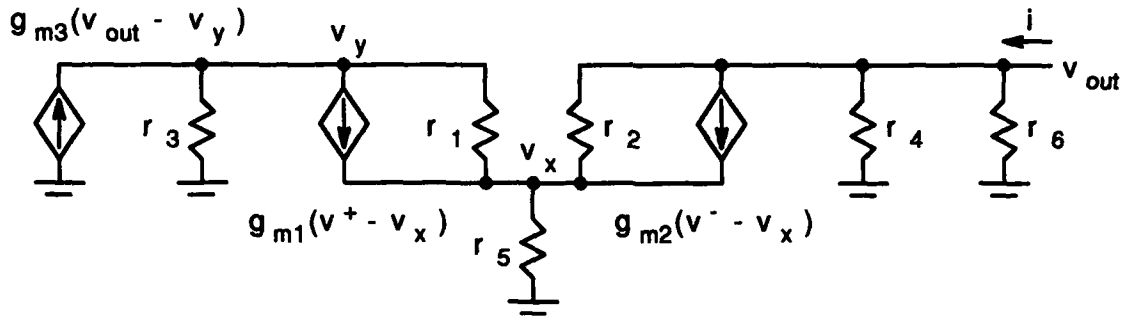 g m3 (v out - v y )
v y
i
v out
r 3
r 1
r 2
r 4
r 6
v x
g m1 (v + - v x )
r 5
g m2 (v - - v x )